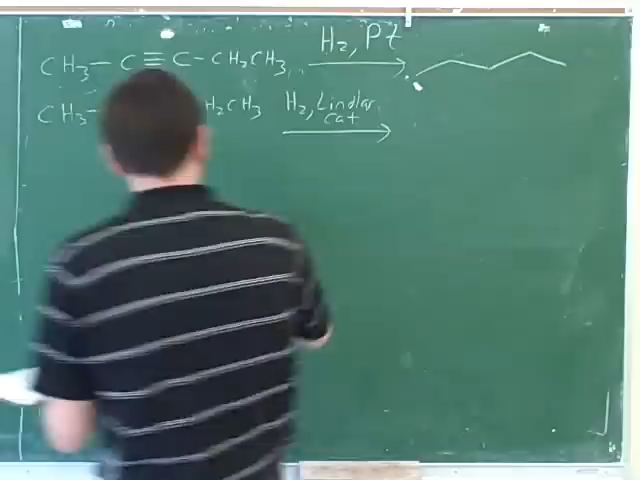 CH₃-C≡C-CH₂CH₃ H₂, Pt
CH₃- H₂CH₃ H₂, Lindlar
cat